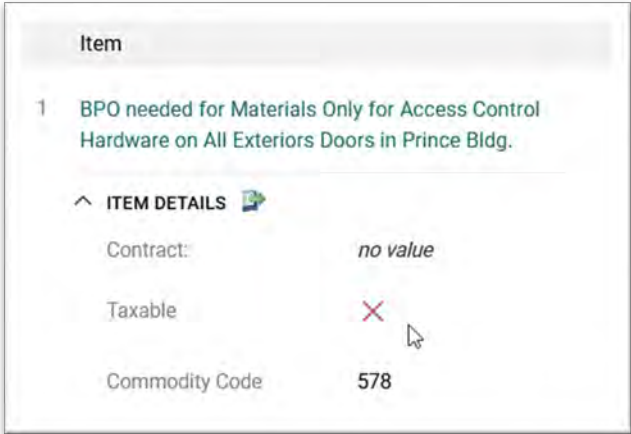 Item
1 BPO needed for Materials Only for Access Control
Hardware on All Exteriors Doors in Prince Bldg.
ITEM DETAILS
Contract: no value
Taxable
Commodity Code 578